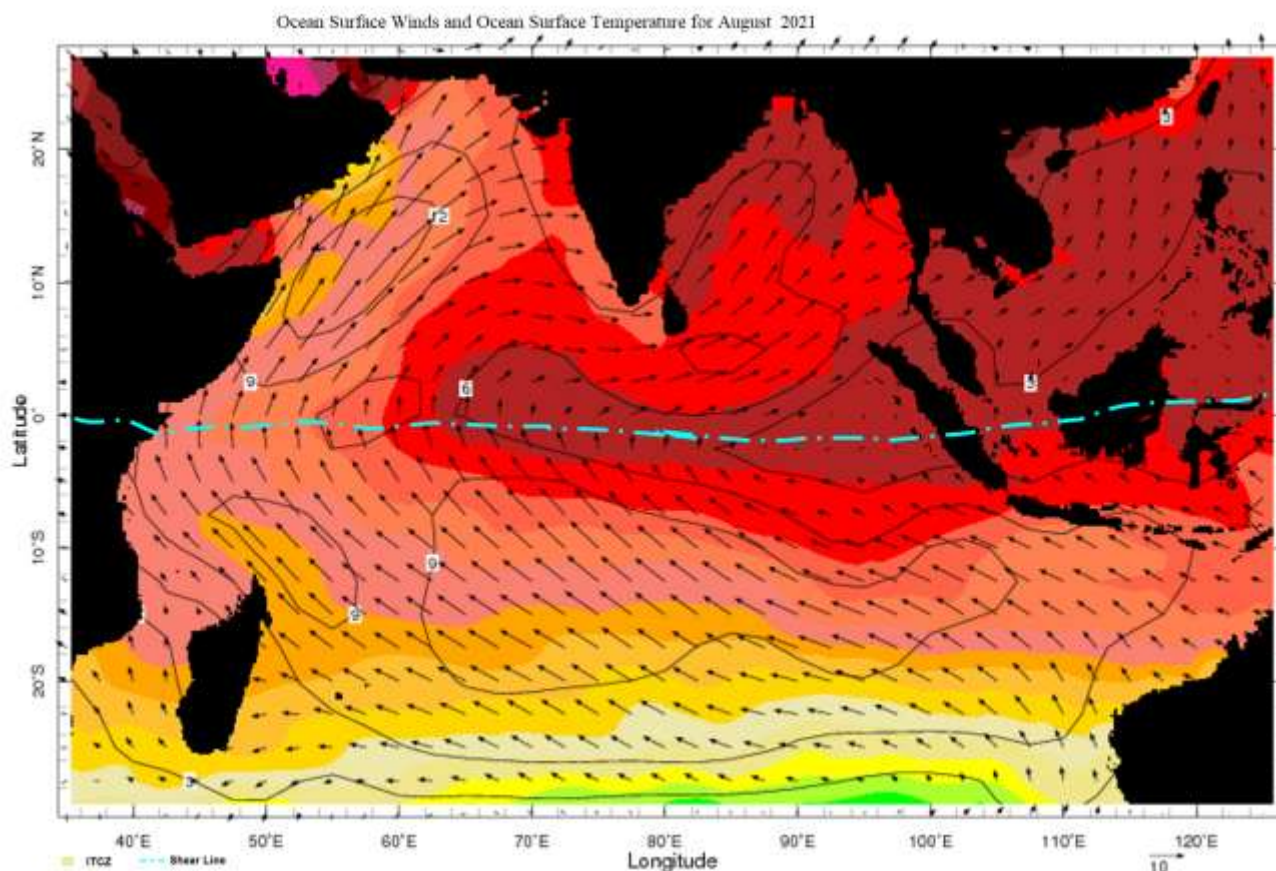 Ocean Surface Winds and Ocean Surface Temperature for August 2021
3
20°N
12
10°N
9
6
3
Latitude
0°
10°S
9
9
20°S
3
40°E 50°E 60°E 70°E 80°E 90°E 100°E 110°E 120°E
ITCZ Shear Line
Longitude
10